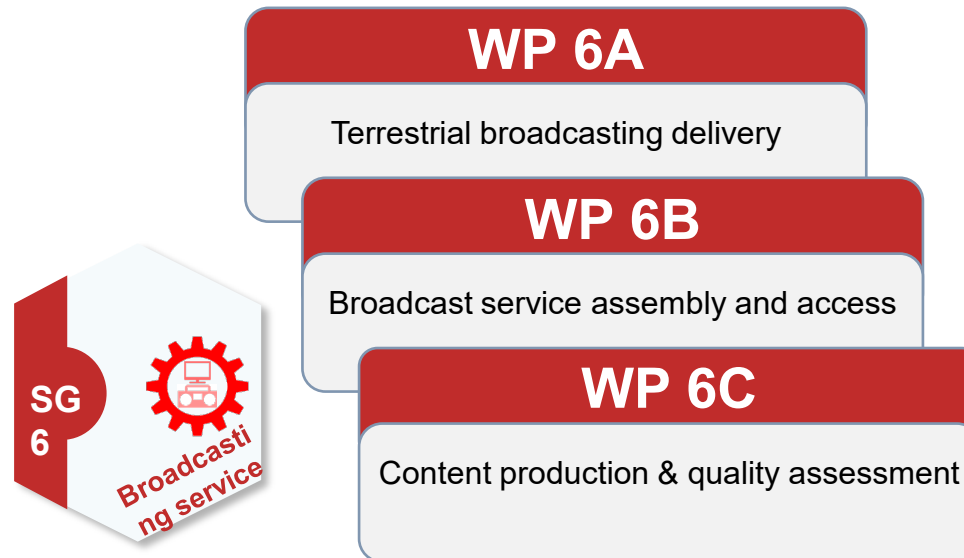 WP 6A
Terrestrial broadcasting delivery
WP 6B
Broadcast service assembly and access
WP 6C
Content production & quality assessment
SG
6
Broadcasti
ng service